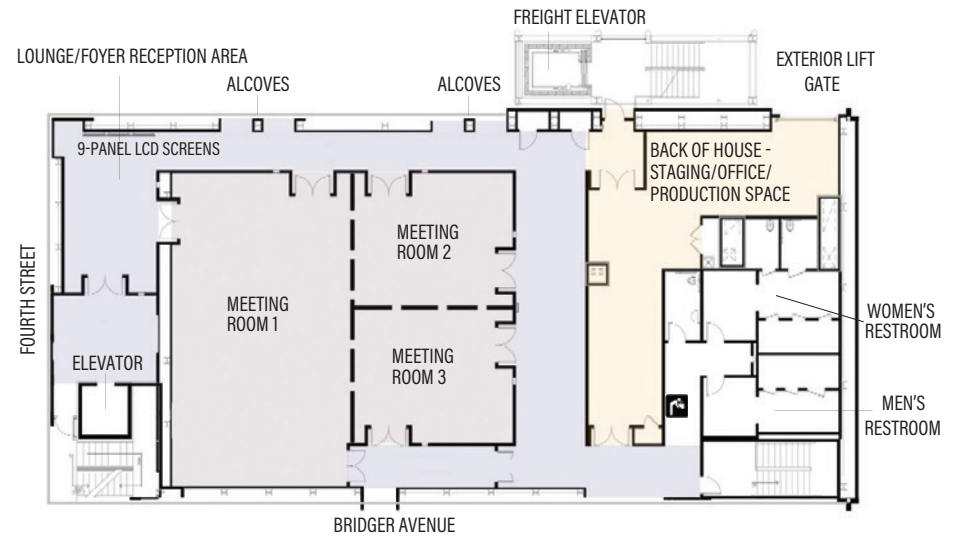 FREIGHT ELEVATOR
LOUNGE/FOYER RECEPTION AREA
EXTERIOR LIFT
GATE
ALCOVES
ALCOVES
9-PANEL LCD SCREENS
BACK OF HOUSE -
STAGING/OFFICE/
PRODUCTION SPACE
MEETING
ROOM 2
FOURTH STREET
MEETING
ROOM 1
WOMEN'S
RESTROOM
ELEVATOR
MEETING
ROOM 3
MEN'S
RESTROOM
BRIDGER AVENUE